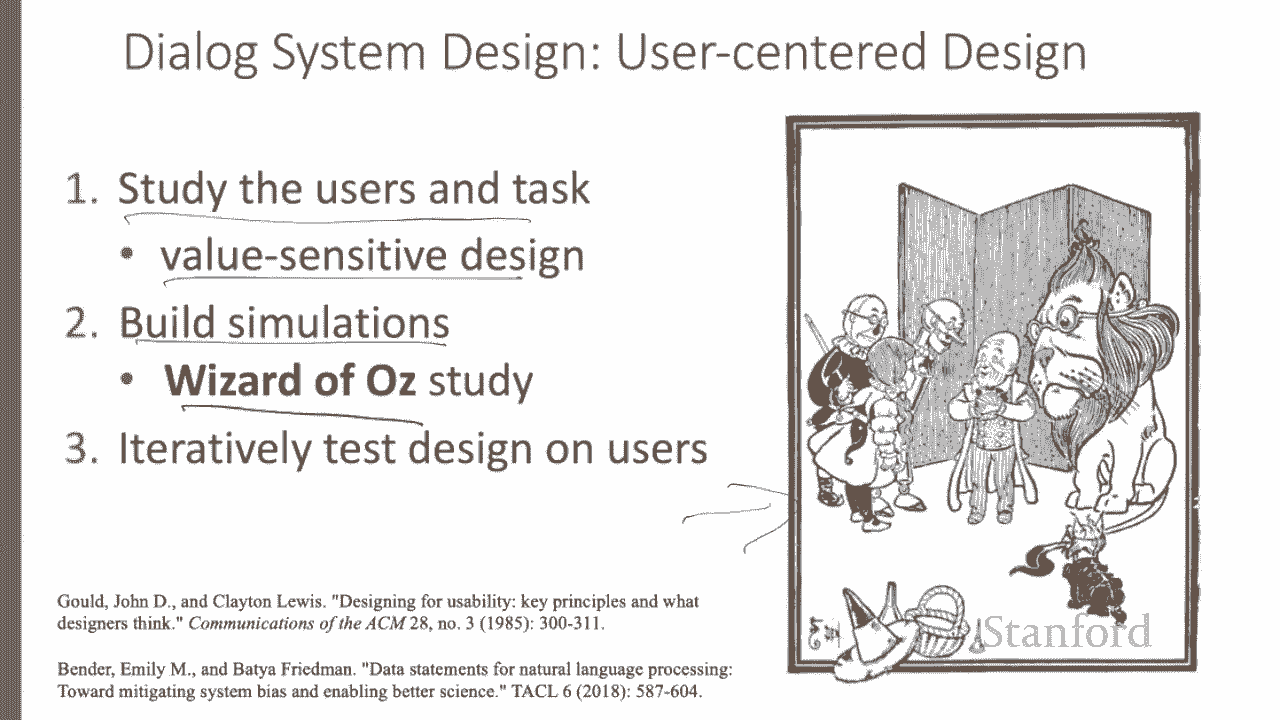 Dialog System Design: User-centered Design
1. Study the users and task
• value-sensitive design
2. Build simulations
• Wizard of Oz study
3. Iteratively test design on users
Gould, John D., and Clayton Lewis. "Designing for usability: key principles and what
designers think." Communications of the ACM 28, no. 3 (1985): 300-311.
Bender, Emily M., and Batya Friedman. "Data statements for natural language processing:
Toward mitigating system bias and enabling better science." TACL 6 (2018): 587-604.
Stanford